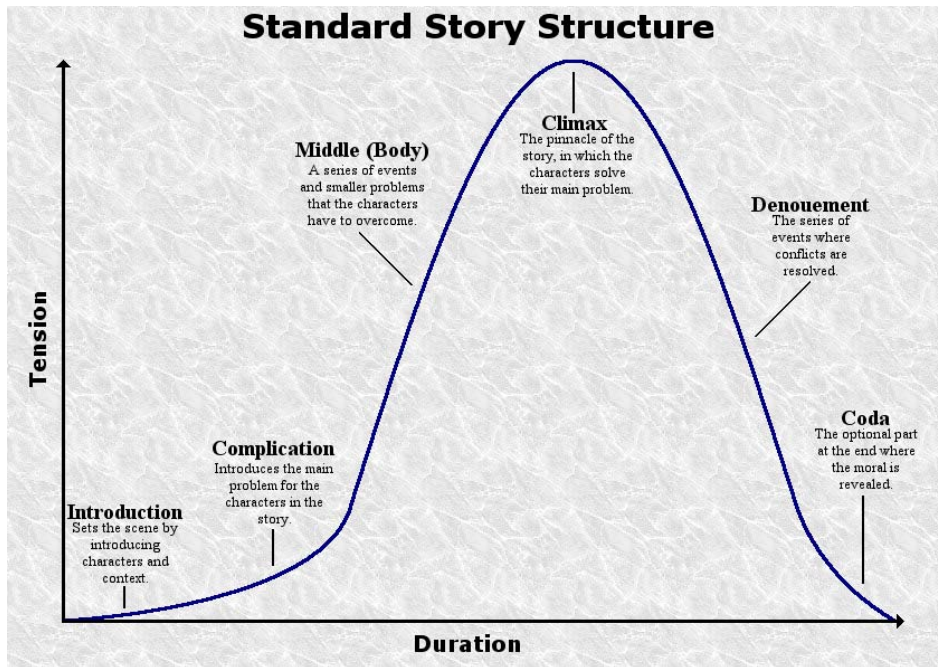 Standard Story Structure
Tension
Introduction
Sets the scene by
introducing
characters and
context.
Complication
Introduces the main
problem for the
characters in the
story.
Middle (Body)
A series of events
and smaller problems
that the characters
have to overcome.
Climax
The pinnacle of the
story, in which the
characters solve
their main problem.
Denouement
The series of
events where
conflicts are
resolved.
Coda
The optional part
at the end where
the moral is
revealed.
Duration